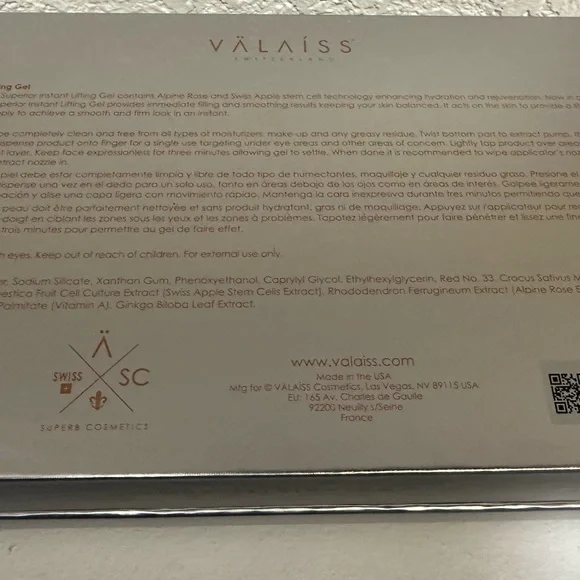 VÄLAÍSS
SWITZERLAND
ing Gel
Superior Instant Lifting Gel contains Alpine Rose and Swiss Apple stem cell technology enhancing hydration and rejuvenation. Now in
perior Instant Lifting Gel provides immediate filling and smoothing results keeping your skin balanced. It acts on the skin to provide a
pply to achieve a smooth and firm look in an instant.
be completely clean and free from all types of moisturizers, make-up and any greasy residue. Twist bottom part to extract pump,
dispense product onto finger for a single use targeting under eye areas and other areas of concern. Lightly tap product over area
t layer. Keep face expressionless for three minutes allowing gel to settle. When done it is recommended to wipe applicator's
extract nozzle in.
piel debe estar completamente limpia y libre de todo tipo de humectantes, maquillaje y cualquier residuo graso. Presione el
dispense una vez en el dedo para un solo uso, tanto en áreas debajo de los ojos como en áreas de interés. Golpee ligeramente
pación y alise una capa ligera con movimiento rápido. Mantenga la cara inexpresiva durante tres minutos permitiendo que
peau doit être parfaitement nettoyée et sans produit hydratant, gras ni de maquillage. Appuyez sur l'applicateur pour
doigt en ciblant les zones sous les yeux et les zones à problèmes. Tapotez légèrement pour faire pénétrer et lissez une
trois minutes pour permettre au gel de faire effet.
h eyes. Keep out of reach of children. For external use only.
er, Sodium Silicate, Xanthan Gum, Phenoxyethanol, Caprylyl Glycol, Ethylhexylglycerin, Red No. 33, Crocus Sativus
estica Fruit Cell Culture Extract (Swiss Apple Stem Cells Extract), Rhododendron Ferrugineum Extract (Alpine Rose
Palmitate (Vitamin A), Ginkgo Biloba Leaf Extract.
Ä
SWISS SC
SUPERB COSMETICS
www.valaiss.com
Made in the USA
Mfg for © VÄLAÍSS Cosmetics, Las Vegas, NV 89115 USA
EU: 165 Av. Charles de Gaulle
92200 Neuilly s/Seine
France